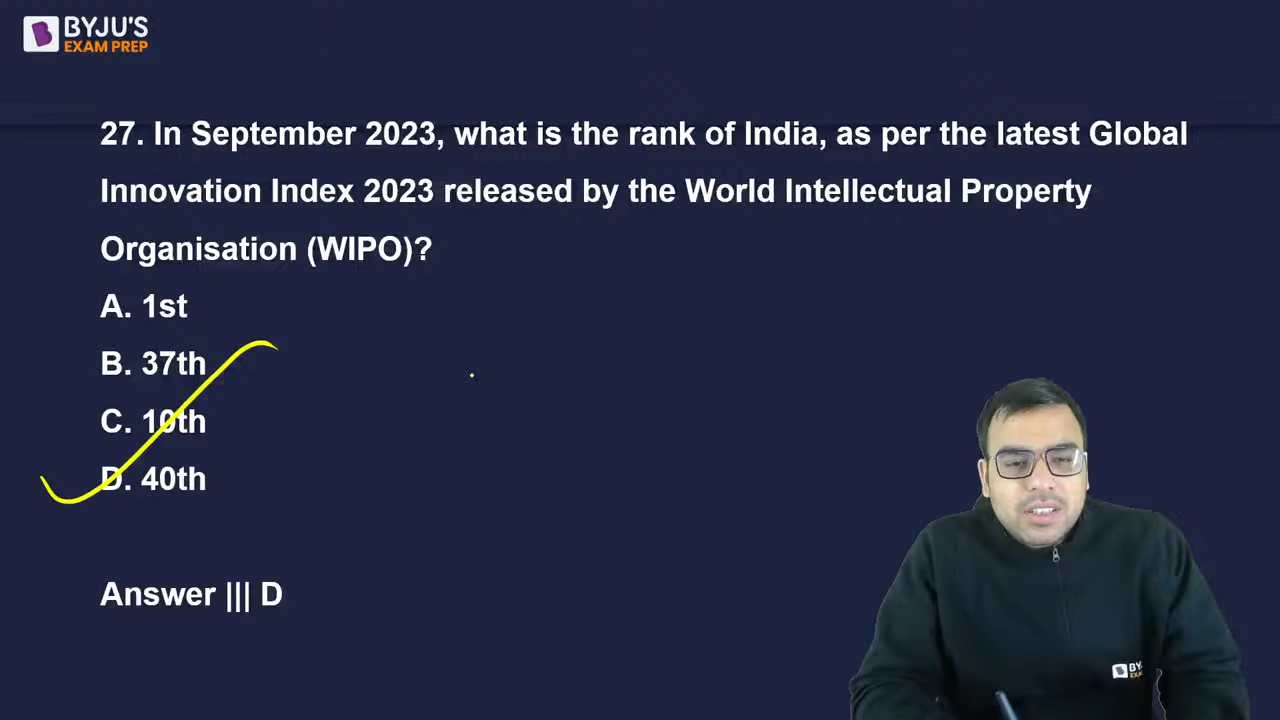 BYJU'S
EXAM PREP
27. In September 2023, what is the rank of India, as per the latest Global
Innovation Index 2023 released by the World Intellectual Property
Organisation (WIPO)?
A. 1st
B. 37th
C. 10th
D. 40th
Answer ||| D